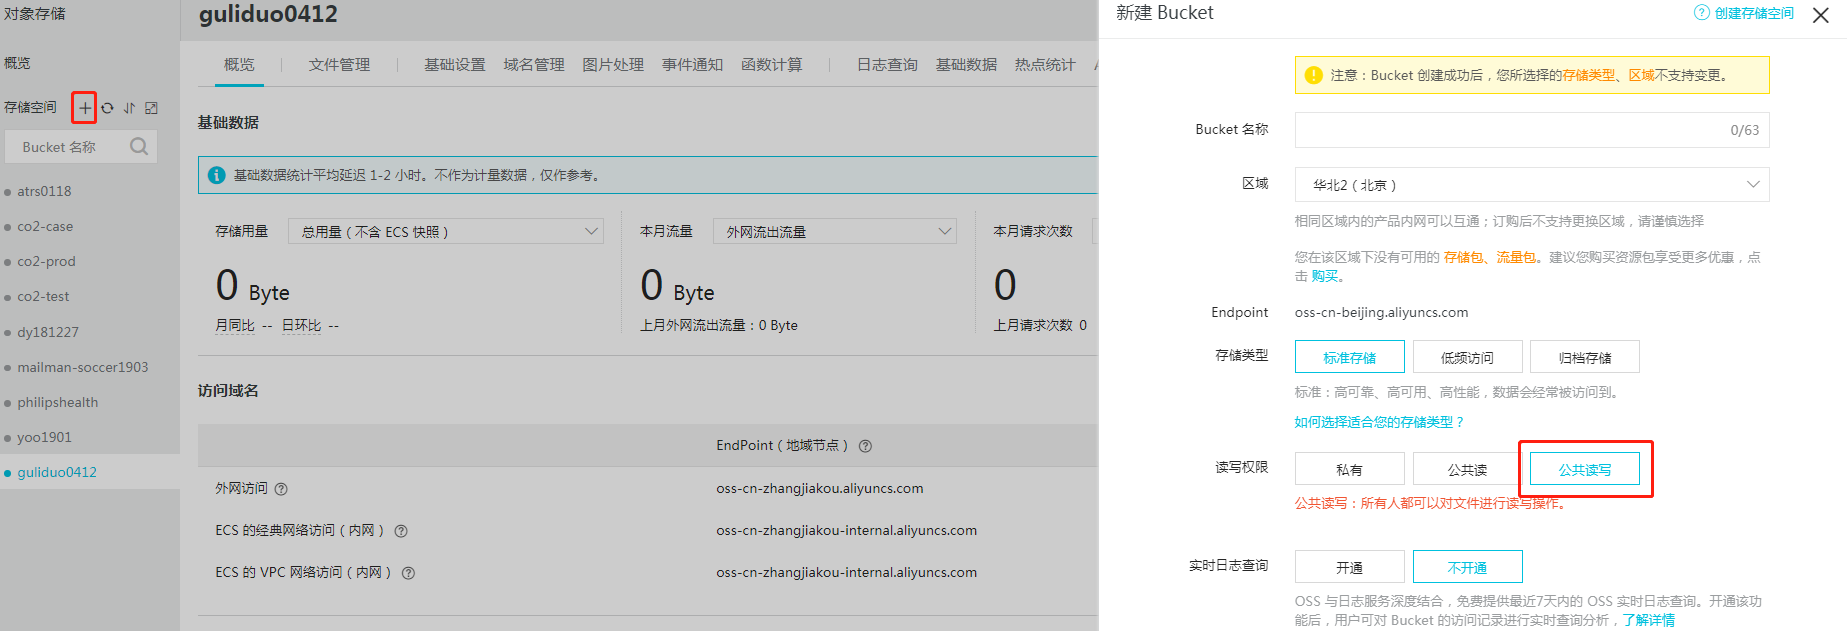 对象存储
概览
存储空间
Bucket 名称
atrs0118
co2-case
co2-prod
co2-test
dy181227
mailman-soccer1903
philipshealth
yoo1901
guliduo0412
guliduo0412
概览 文件管理 基础设置 域名管理 图片处理 事件通知 函数计算 日志查询 基础数据 热点统计
基础数据
基础数据统计平均延迟 1-2 小时。不作为计量数据，仅作参考。
存储用量 总用量（不含 ECS 快照） 本月流量 外网流出流量 本月请求次数
0 Byte 0 Byte 0
月同比 -- 日环比 -- 上月外网流出流量：0 Byte 上月请求次数 0
访问域名
EndPoint（地域节点）
外网访问 oss-cn-zhangjiakou.aliyuncs.com
ECS 的经典网络访问（内网） oss-cn-zhangjiakou-internal.aliyuncs.com
ECS 的 VPC 网络访问（内网） oss-cn-zhangjiakou-internal.aliyuncs.com
新建 Bucket 创建存储空间
注意：Bucket 创建成功后，您所选择的存储类型、区域不支持变更。
Bucket 名称 0/63
区域 华北2（北京）
相同区域内的产品内网可以互通；订购后不支持更换区域，请谨慎选择
您在该区域下没有可用的 存储包、流量包。建议您购买资源包享受更多优惠，点
击 购买。
Endpoint oss-cn-beijing.aliyuncs.com
存储类型 标准存储 低频访问 归档存储
标准：高可靠、高可用、高性能，数据会经常被访问到。
如何选择适合您的存储类型？
读写权限 私有 公共读 公共读写
公共读写：所有人都可以对文件进行读写操作。
实时日志查询 开通 不开通
OSS 与日志服务深度结合，免费提供最近7天内的 OSS 实时日志查询。开通该功
能后，用户可对 Bucket 的访问记录进行实时查询分析，了解详情